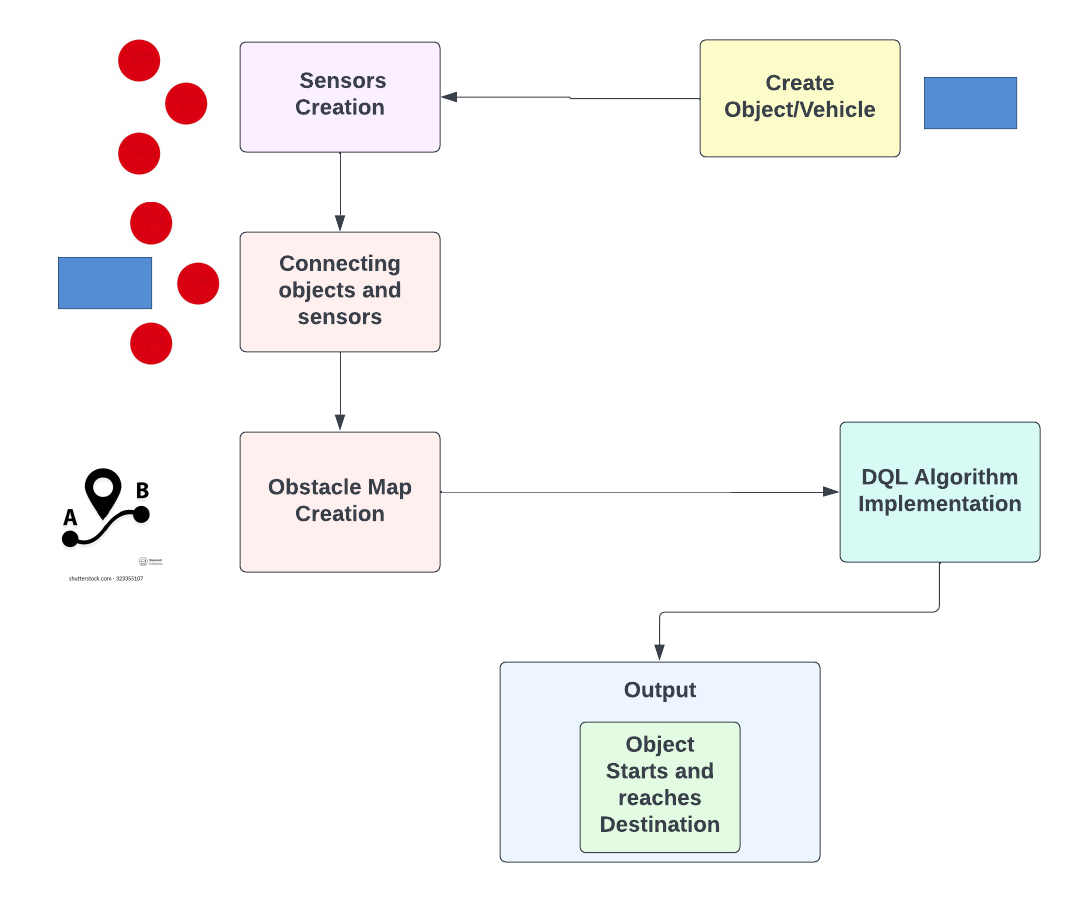 Sensors
Creation
Create
Object/Vehicle
Connecting
objects and
sensors
Obstacle Map
Creation
A
B
shutterstock.com · 323355107
DQL Algorithm
Implementation
Output
Object
Starts and
reaches
Destination